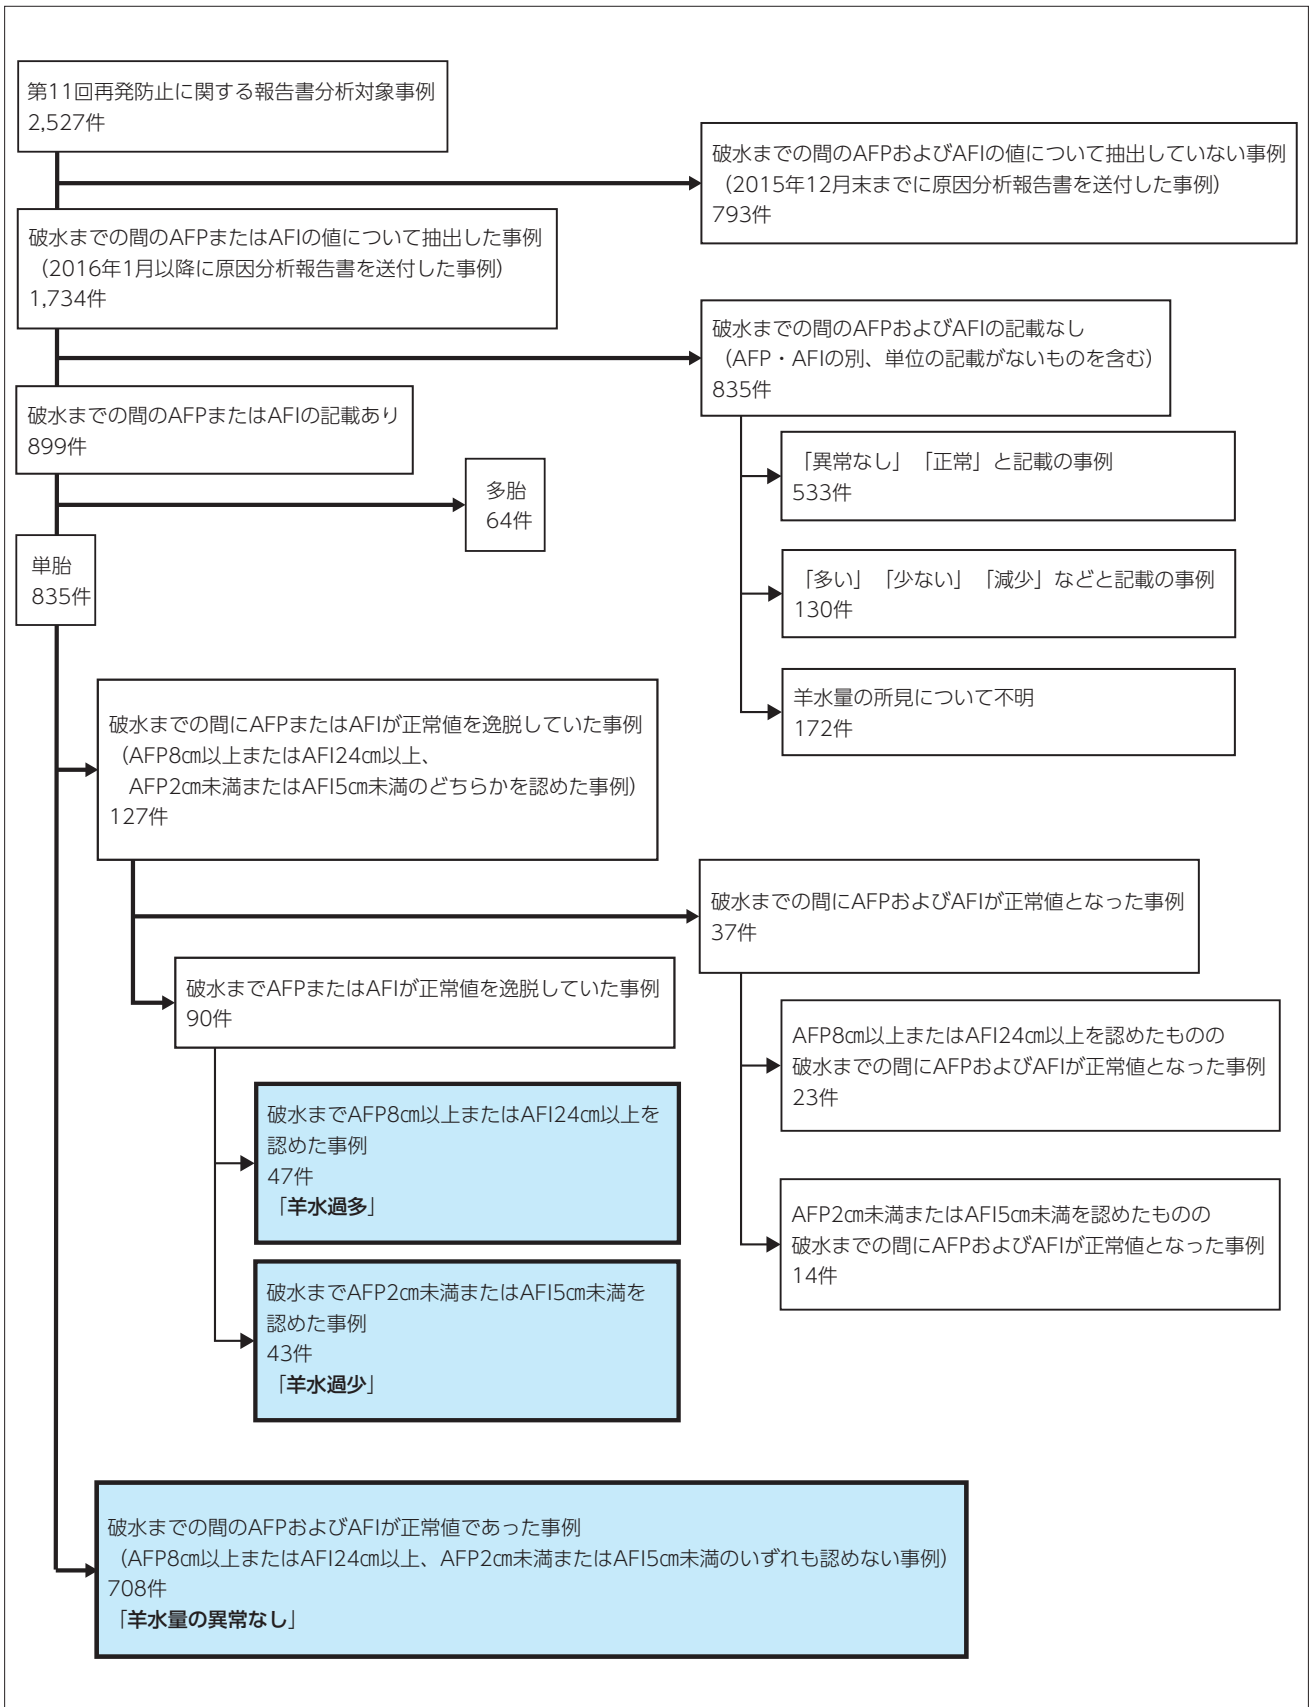 第11回再発防止に関する報告書分析対象事例
2,527件
破水までの間のAFPおよびAFIの値について抽出していない事例
（2015年12月末までに原因分析報告書を送付した事例）
793件
破水までの間のAFPまたはAFIの値について抽出した事例
（2016年1月以降に原因分析報告書を送付した事例）
1,734件
破水までの間のAFPおよびAFIの記載なし
（AFP・AFIの別、単位の記載がないものを含む）
835件
破水までの間のAFPまたはAFIの記載あり
899件
「異常なし」「正常」と記載の事例
533件
多胎
64件
単胎
835件
「多い」「少ない」「減少」などと記載の事例
130件
羊水量の所見について不明
172件
破水までの間にAFPまたはAFIが正常値を逸脱していた事例
（AFP8㎝以上またはAFI24㎝以上、
AFP2㎝未満またはAFI5㎝未満のどちらかを認めた事例）
127件
破水までの間にAFPおよびAFIが正常値となった事例
37件
破水までAFPまたはAFIが正常値を逸脱していた事例
90件
AFP8㎝以上またはAFI24㎝以上を認めたものの
破水までの間にAFPおよびAFIが正常値となった事例
23件
破水までAFP8㎝以上またはAFI24㎝以上を
認めた事例
47件
「羊水過多」
AFP2㎝未満またはAFI5㎝未満を認めたものの
破水までの間にAFPおよびAFIが正常値となった事例
14件
破水までAFP2㎝未満またはAFI5㎝未満を
認めた事例
43件
「羊水過少」
破水までの間のAFPおよびAFIが正常値であった事例
（AFP8㎝以上またはAFI24㎝以上、AFP2㎝未満またはAFI5㎝未満のいずれも認めない事例）
708件
「羊水量の異常なし」